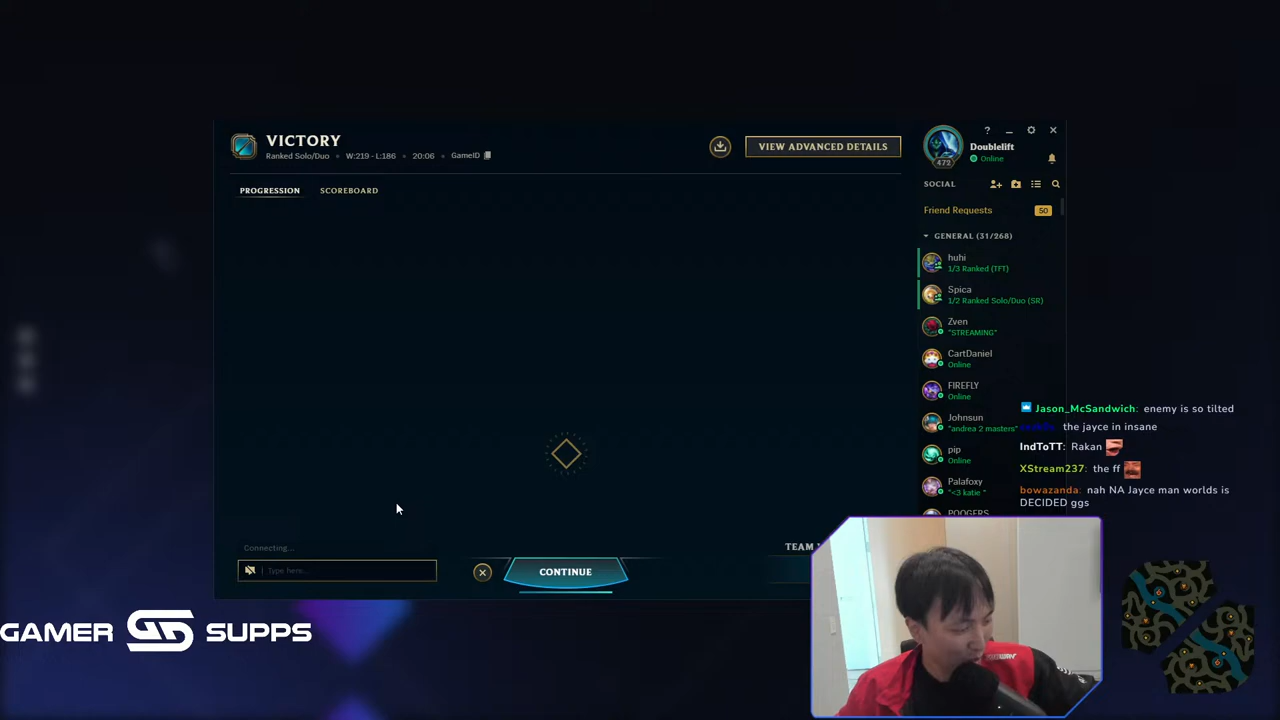 VICTORY
Ranked Solo/Duo • W:219 - L:186 • 20:06 GameID
VIEW ADVANCED DETAILS
PROGRESSION SCOREBOARD
?
472
Doublelift
Online
SOCIAL
Friend Requests 50
GENERAL (31/268)
huhi
1/3 Ranked (TFT)
Spica
1/2 Ranked Solo/Duo (SR)
Zven
"STREAMING"
CartDaniel
Online
FIREFLY
Online
Johnsun
"andrea 2 masters"
pip
Online
Palafoxy
"<3 katie "
POOGERS
Jason_McSandwich: enemy is so tilted
the jayce in insane
IndToTT: Rakan
XStream237: the ff
bowazanda: nah NA Jayce man worlds is
DECIDED ggs
Connecting...
Type here...
CONTINUE
TEAM
GAMER GS SUPPS